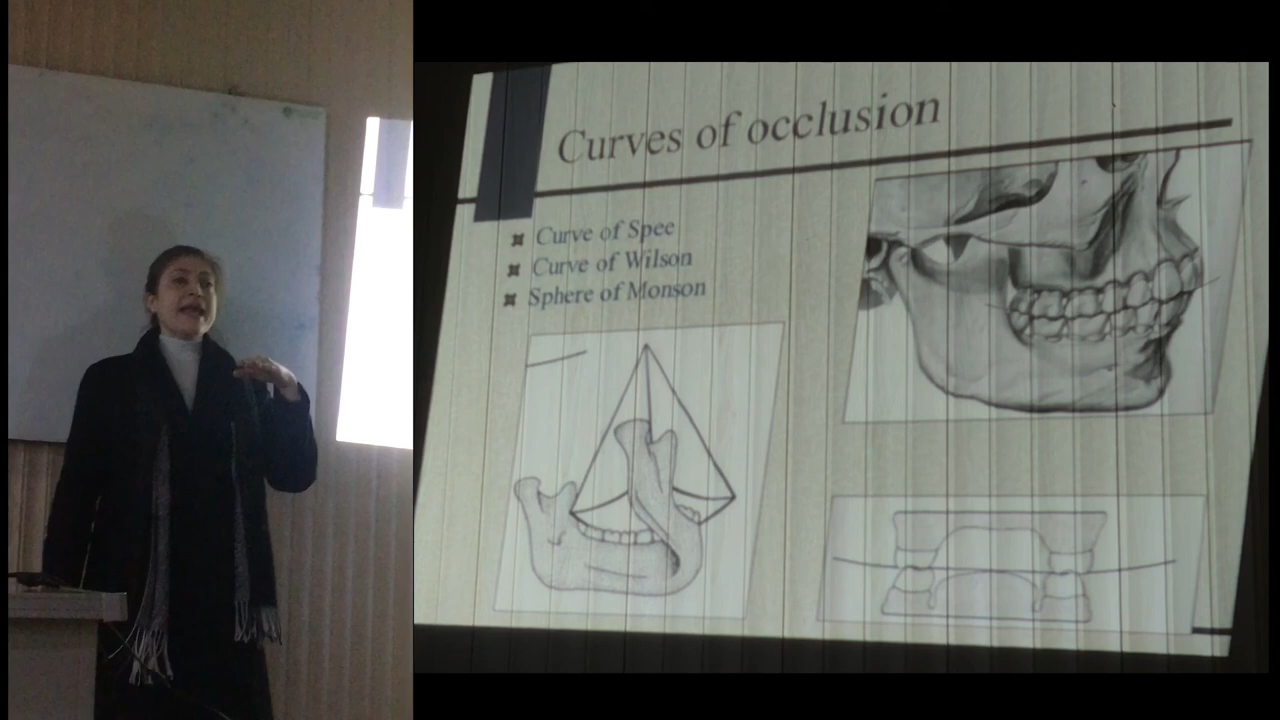 Curves of occlusion
Curve of Spee
Curve of Wilson
Sphere of Monson